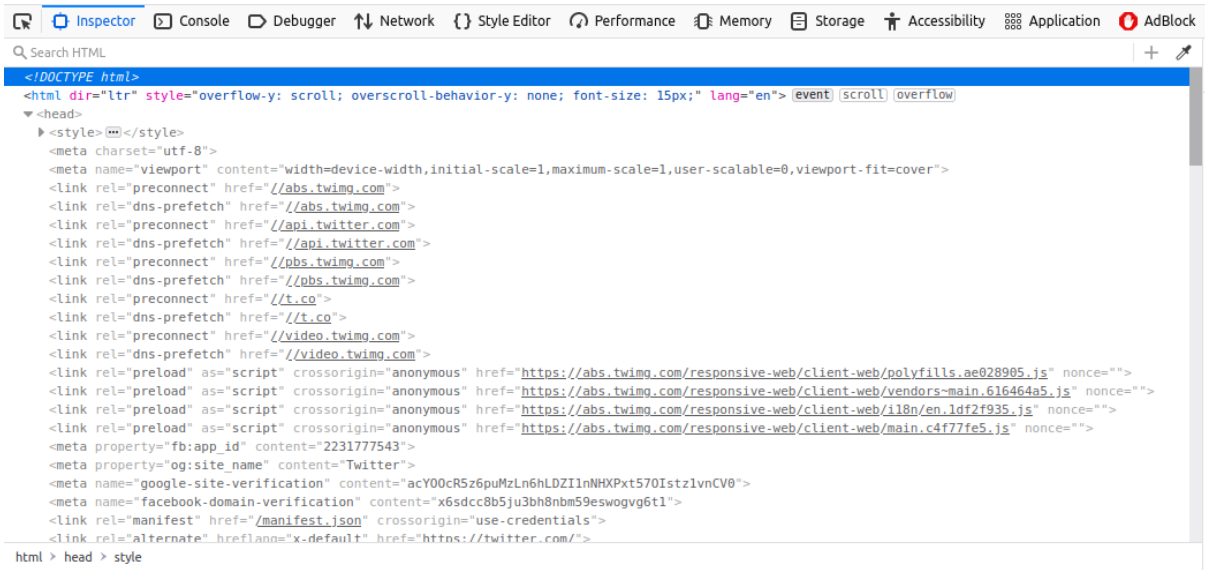 Inspector Console Debugger Network Style Editor Performance Memory Storage Accessibility Application AdBlock
Search HTML
<!DOCTYPE html>
<html dir="ltr" style="overflow-y: scroll; overscroll-behavior-y: none; font-size: 15px;" lang="en"> event scroll overflow
<head>
<style> ⋯ </style>
<meta charset="utf-8">
<meta name="viewport" content="width=device-width,initial-scale=1,maximum-scale=1,user-scalable=0,viewport-fit=cover">
<link rel="preconnect" href="//abs.twimg.com">
<link rel="dns-prefetch" href="//abs.twimg.com">
<link rel="preconnect" href="//api.twitter.com">
<link rel="dns-prefetch" href="//api.twitter.com">
<link rel="preconnect" href="//pbs.twimg.com">
<link rel="dns-prefetch" href="//pbs.twimg.com">
<link rel="preconnect" href="//t.co">
<link rel="dns-prefetch" href="//t.co">
<link rel="preconnect" href="//video.twimg.com">
<link rel="dns-prefetch" href="//video.twimg.com">
<link rel="preload" as="script" crossorigin="anonymous" href="https://abs.twimg.com/responsive-web/client-web/polyfills.ae028905.js" nonce="">
<link rel="preload" as="script" crossorigin="anonymous" href="https://abs.twimg.com/responsive-web/client-web/vendors~main.616464a5.js" nonce="">
<link rel="preload" as="script" crossorigin="anonymous" href="https://abs.twimg.com/responsive-web/client-web/i18n/en.1df2f935.js" nonce="">
<link rel="preload" as="script" crossorigin="anonymous" href="https://abs.twimg.com/responsive-web/client-web/main.c4f77fe5.js" nonce="">
<meta property="fb:app_id" content="2231777543">
<meta property="og:site_name" content="Twitter">
<meta name="google-site-verification" content="acYOOcR5z6puMzLn6hLDZI1nNHXPxt57OIstz1vnCV0">
<meta name="facebook-domain-verification" content="x6sdcc8b5ju3bh8nbm59eswogvg6t1">
<link rel="manifest" href="/manifest.json" crossorigin="use-credentials">
<link rel="alternate" hreflang="x-default" href="https://twitter.com/">
html > head > style